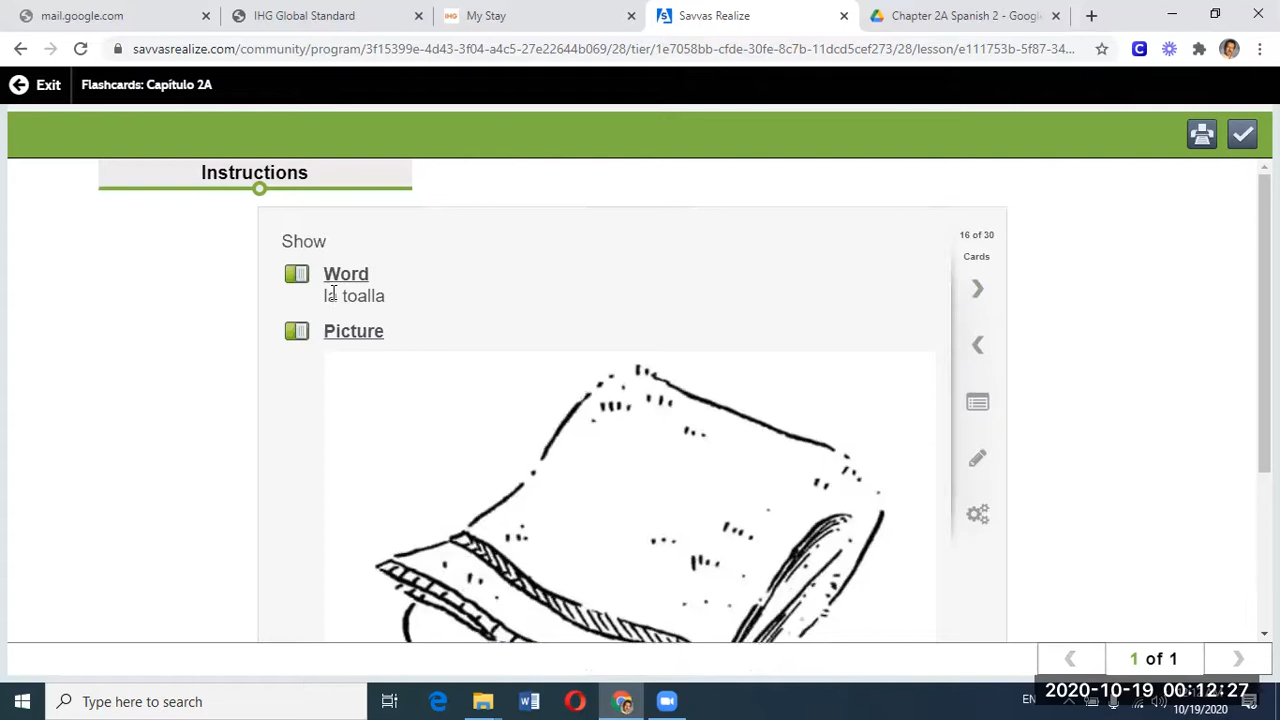 mail.google.com
IHG Global Standard
IHG
My Stay
Savvas Realize
Chapter 2A Spanish 2 - Google
savvasrealize.com/community/program/3f15399e-4d43-3f04-a4c5-27e22644b069/28/tier/1e7058bb-cfde-30fe-8c7b-11dcd5cef273/28/lesson/e111753b-5f87-34...
Exit
Flashcards: Capítulo 2A
Instructions
Show
16 of 30
Cards
Word
la toalla
Picture
1 of 1
Type here to search
EN
2020-10-19 00:12:27
10/19/2020